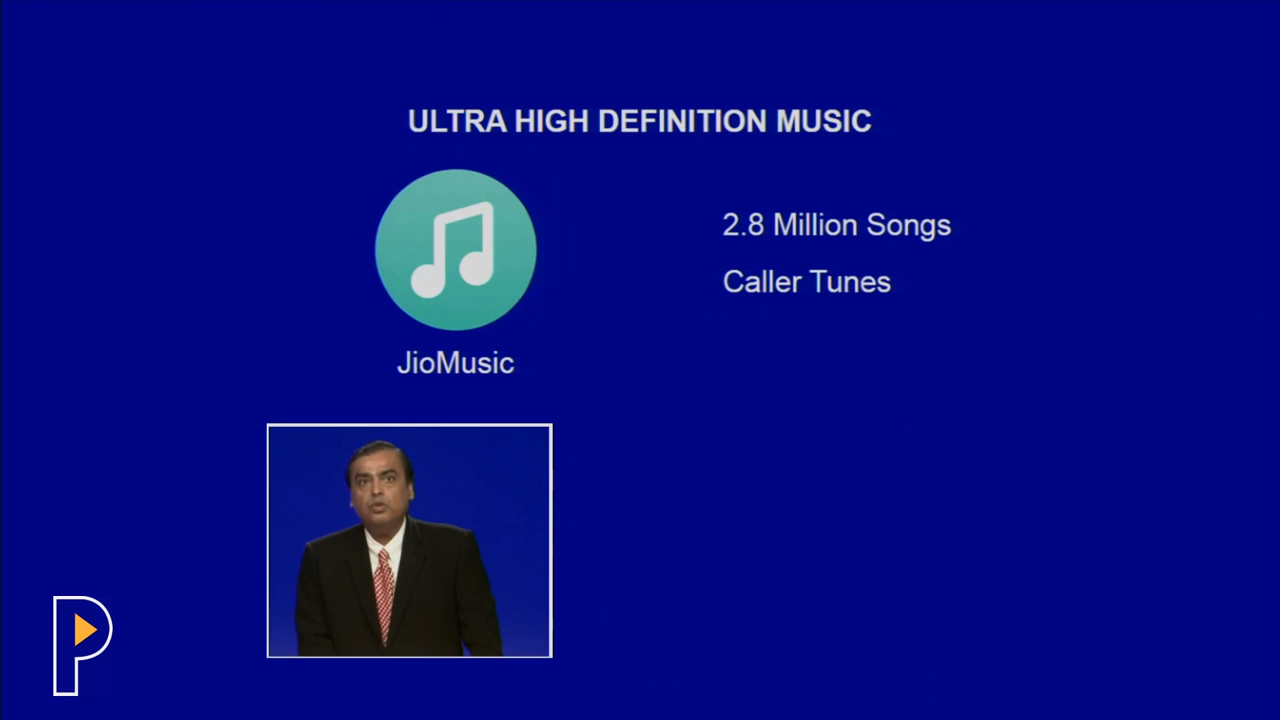 ULTRA HIGH DEFINITION MUSIC
2.8 Million Songs
Caller Tunes
JioMusic
P